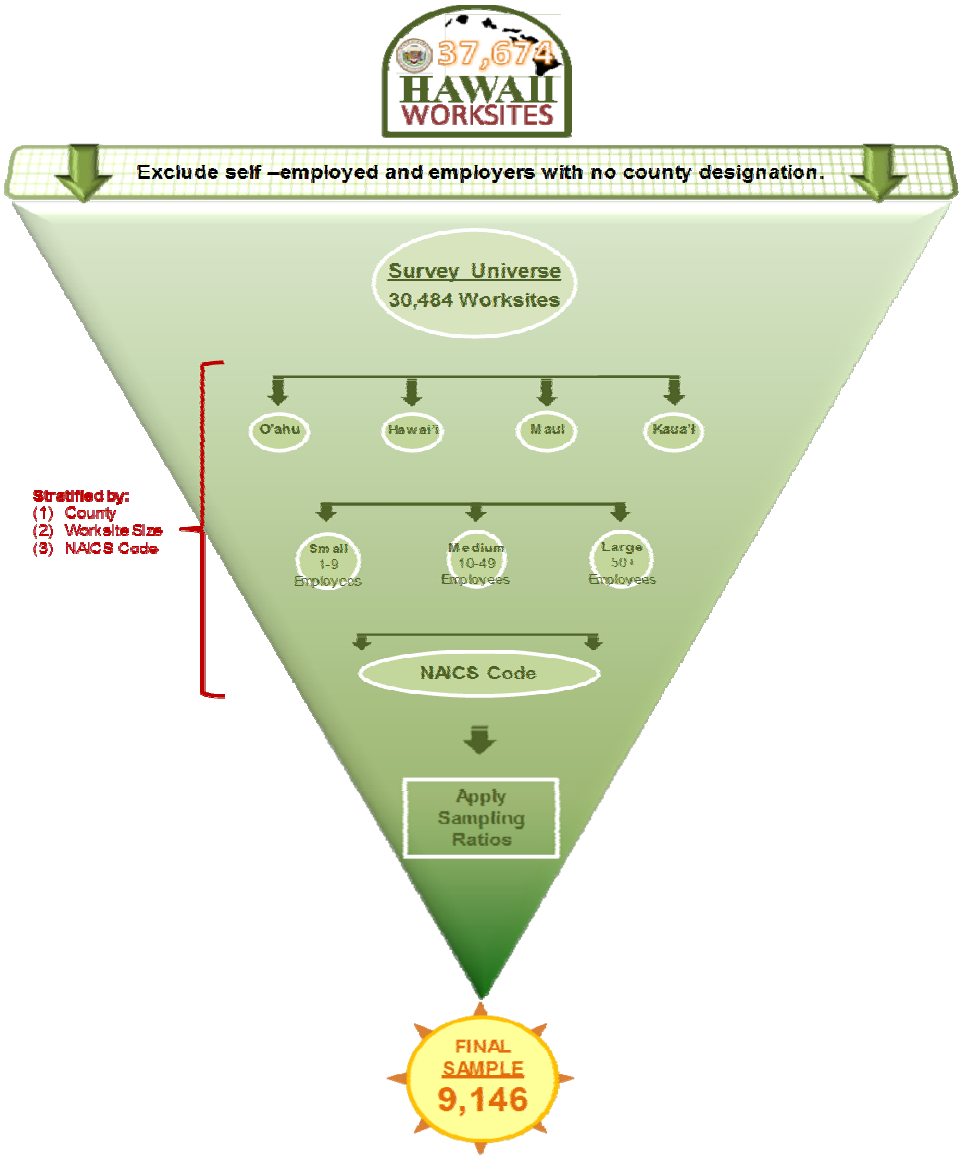 37,674
HAWAII
WORKSITES
Exclude self –employed and employers with no county designation.
Survey Universe
30,484 Worksites
O'ahu
Hawai'i
Maui
Kaua'i
Stratified by:
(1) County
(2) Worksite Size
(3) NAICS Code
Small
1-9
Employees
Medium
10-49
Employees
Large
50+
Employees
NAICS Code
Apply
Sampling
Ratios
FINAL
SAMPLE
9,146